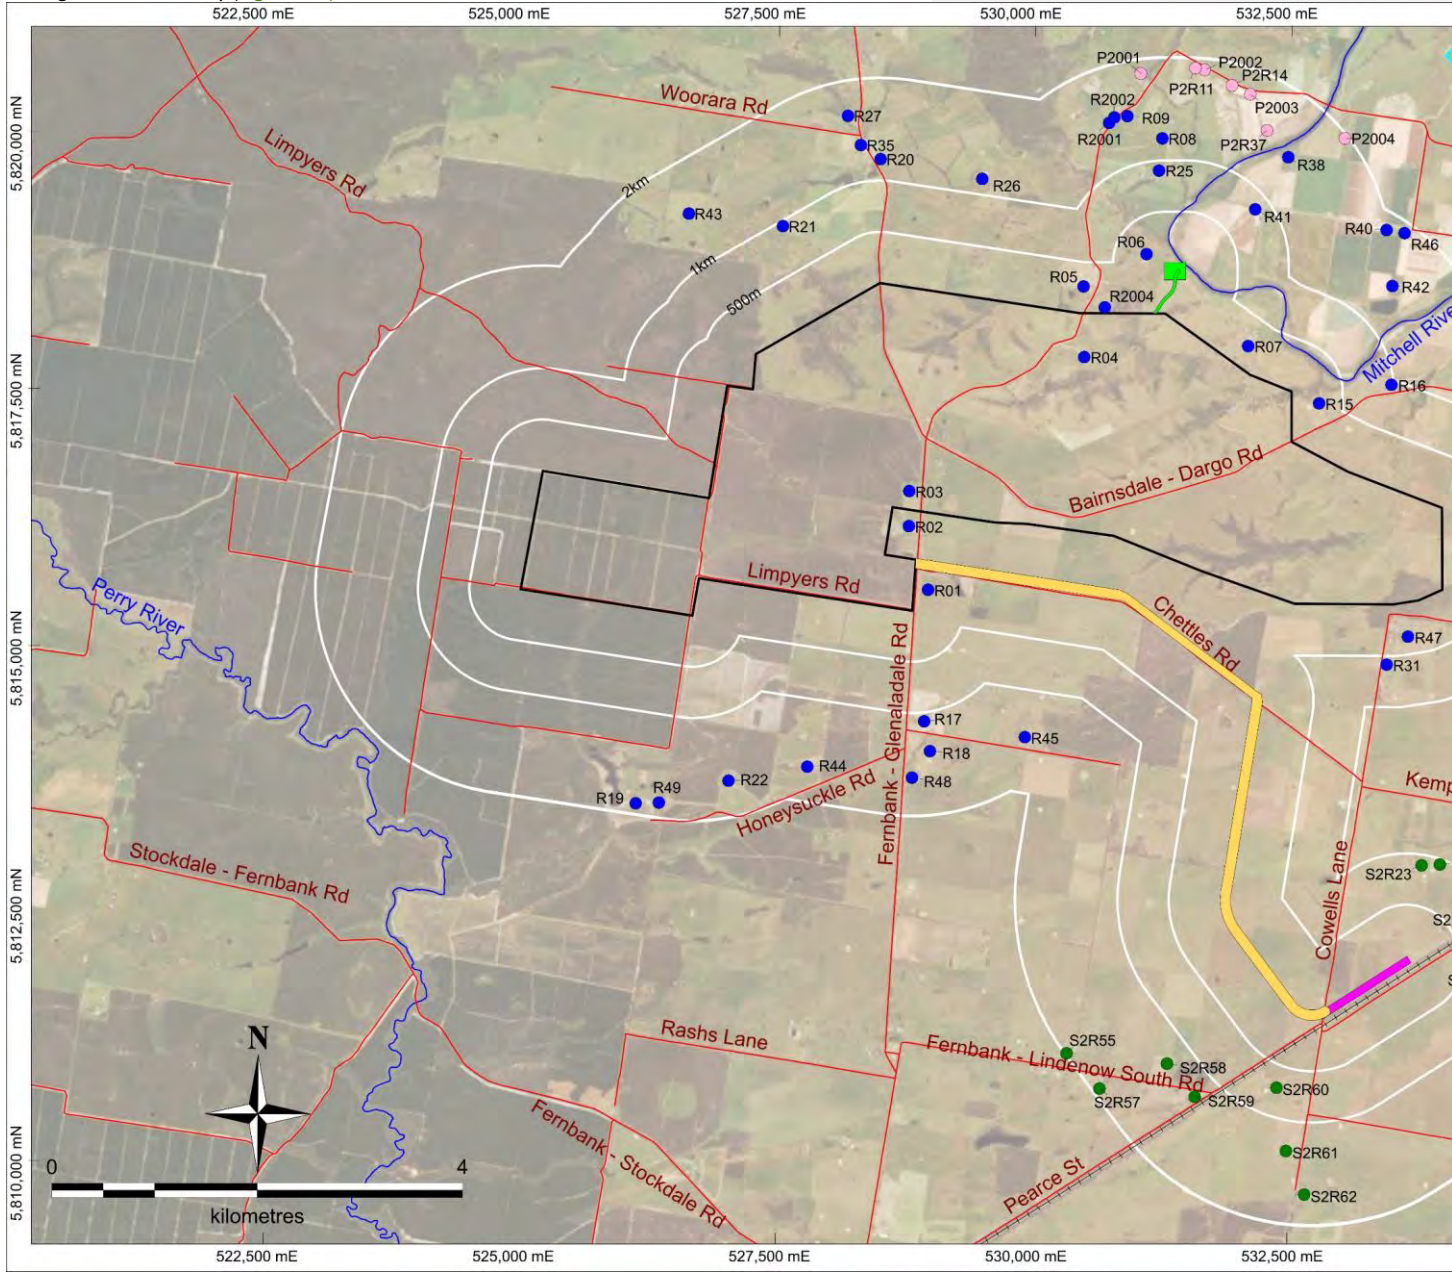 522,500 mE
525,000 mE
527,500 mE
530,000 mE
532,500 mE
P2001
P2002
P2R14
P2R11
P2003
R2002
R09
R2001
R08
P2R37
P2004
R38
R25
Woorara Rd
R27
R35
R20
R26
5,820,000 mN
Limpyers Rd
2km
R43
R21
R41
R40
R46
R06
1km
R05
R42
500m
R2004
Mitchell River
R04
R07
R16
R15
5,817,500 mN
Bairnsdale - Dargo Rd
R03
R02
Limpyers Rd
R01
Perry River
Chettles Rd
R47
R31
5,815,000 mN
Fernbank - Glenaladale Rd
R17
R45
R18
R44
R48
R22
R49
R19
Honeysuckle Rd
Kemp
Stockdale - Fernbank Rd
S2R23
Cowells Lane
5,812,500 mN
S2
S
Rashs Lane
S2R55
Fernbank - Lindenow South Rd
S2R58
S2R57
S2R59
S2R60
N
Fernbank - Stockdale Rd
S2R61
Pearce St
S2R62
5,810,000 mN
0
4
kilometres
522,500 mE
525,000 mE
527,500 mE
530,000 mE
532,500 mE